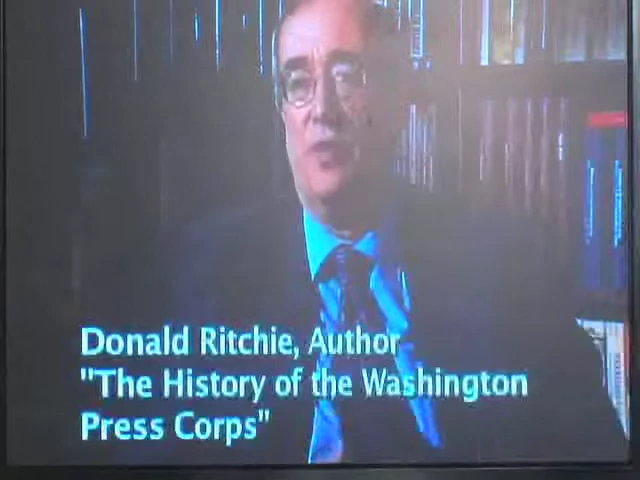 Donald Ritchie, Author
"The History of the Washington
Press Corps"